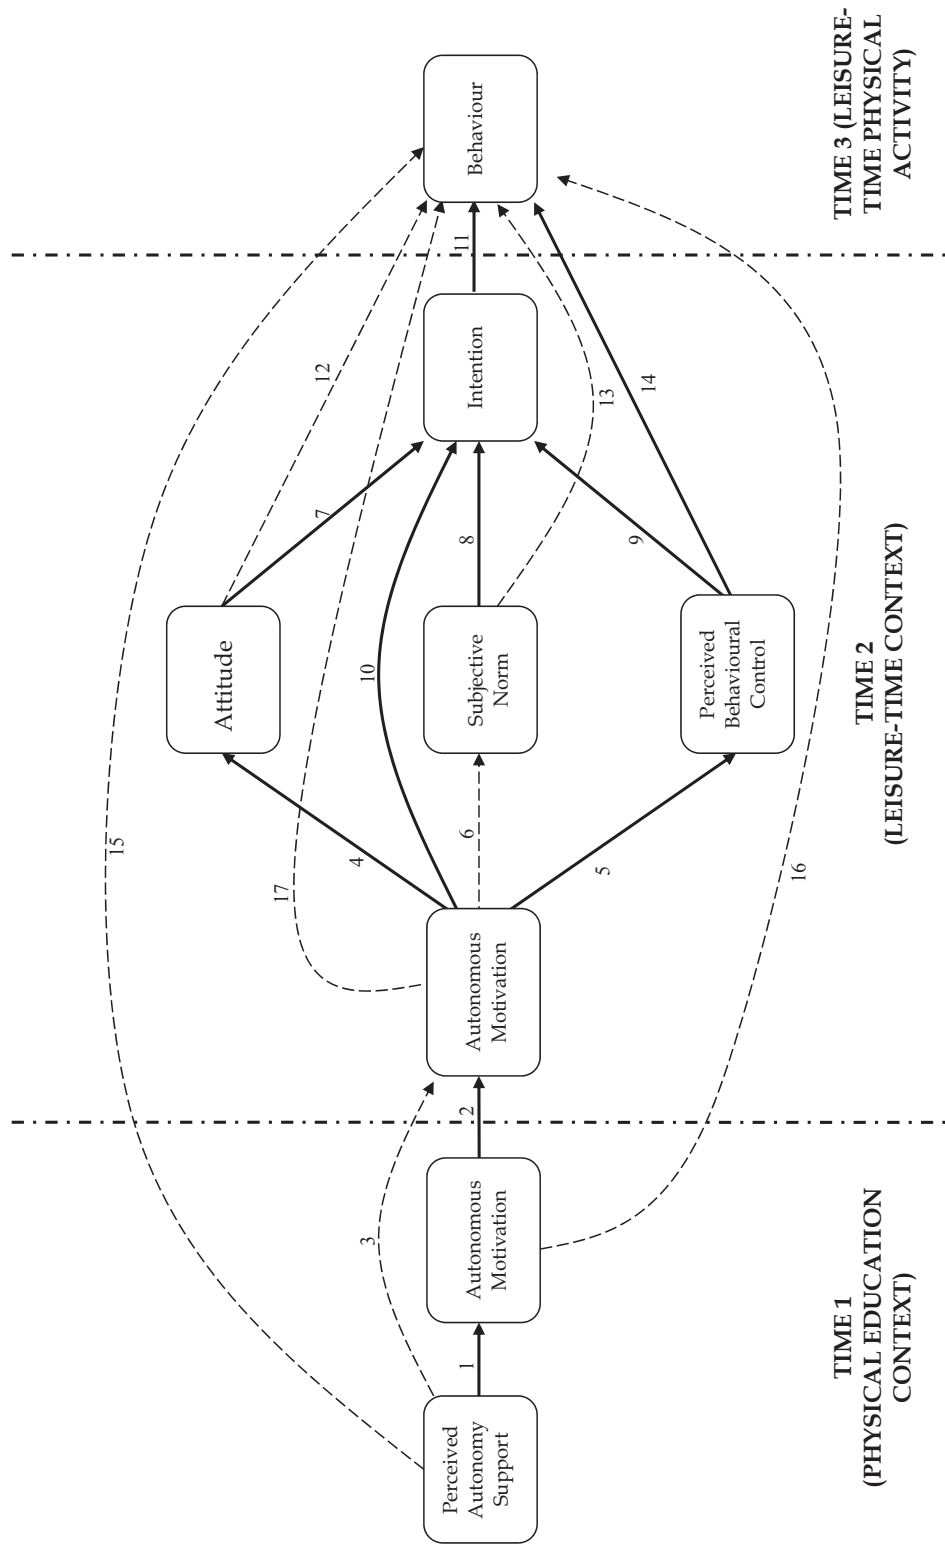 Perceived
Autonomy
Support
1
3
Autonomous
Motivation
2
15
16
Autonomous
Motivation
17
4
10
6
5
Attitude
Subjective
Norm
Perceived
Behavioural
Control
12
7
8
9
13
14
Intention
11
Behaviour
TIME 1
(PHYSICAL EDUCATION
CONTEXT)
TIME 2
(LEISURE-TIME CONTEXT)
TIME 3 (LEISURE-
TIME PHYSICAL
ACTIVITY)